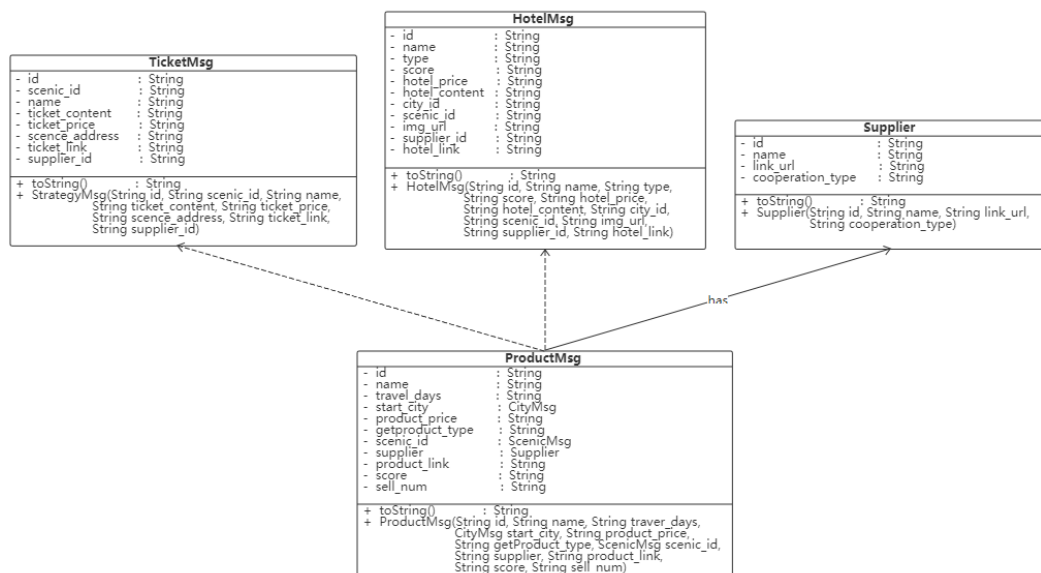 HotelMsg
- id : String
- name : String
- type : String
- score : String
- hotel_price : String
- hotel_content : String
- city_id : String
- scenic_id : String
- img_url : String
- supplier_id : String
- hotel_link : String
+ toString() : String
+ HotelMsg(String id, String name, String type,
String score, String hotel_price,
String hotel_content, String city_id,
String scenic_id, String img_url,
String supplier_id, String hotel_link)
TicketMsg
- id : String
- scenic_id : String
- name : String
- ticket_content : String
- ticket_price : String
- scence_address : String
- ticket_link : String
- supplier_id : String
+ toString() : String
+ StrategyMsg(String id, String scenic_id, String name,
String ticket_content, String ticket_price,
String scence_address, String ticket_link,
String supplier_id)
Supplier
- id : String
- name : String
- link_url : String
- cooperation_type : String
+ toString() : String
+ Supplier(String id, String name, String link_url,
String cooperation_type)
has
ProductMsg
- id : String
- name : String
- travel_days : String
- start_city : CityMsg
- product_price : String
- getproduct_type : String
- scenic_id : ScenicMsg
- supplier : Supplier
- product_link : String
- score : String
- sell_num : String
+ toString() : String
+ ProductMsg(String id, String name, String traver_days,
CityMsg start_city, String product_price,
String getProduct_type, ScenicMsg scenic_id,
String supplier, String product_link,
String score, String sell_num)